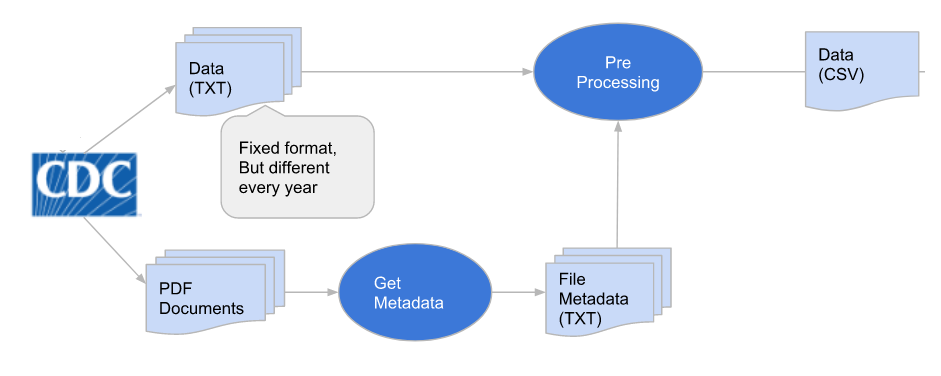 Data
(TXT)
Pre
Processing
Data
(CSV)
Fixed format,
But different
every year
CDC
PDF
Documents
Get
Metadata
File
Metadata
(TXT)